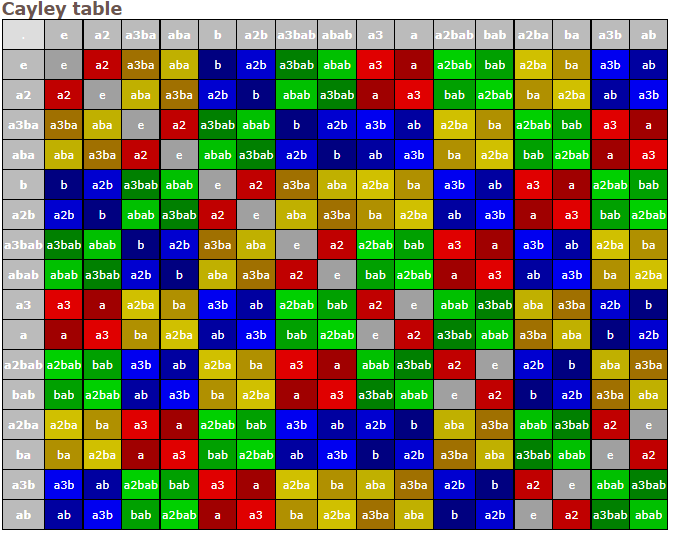 Cayley table
. e a2 a3ba aba b a2b a3bab abab a3 a a2bab bab a2ba ba a3b ab
e e a2 a3ba aba b a2b a3bab abab a3 a a2bab bab a2ba ba a3b ab
a2 a2 e aba a3ba a2b b abab a3bab a a3 bab a2bab ba a2ba ab a3b
a3ba a3ba aba e a2 a3bab abab b a2b a3b ab a2ba ba a2bab bab a3 a
aba aba a3ba a2 e abab a3bab a2b b ab a3b ba a2ba bab a2bab a a3
b b a2b a3bab abab e a2 a3ba aba a2ba ba a3b ab a3 a a2bab bab
a2b a2b b abab a3bab a2 e aba a3ba ba a2ba ab a3b a a3 bab a2bab
a3bab a3bab abab b a2b a3ba aba e a2 a2bab bab a3 a a3b ab a2ba ba
abab abab a3bab a2b b aba a3ba a2 e bab a2bab a a3 ab a3b ba a2ba
a3 a3 a a2ba ba a3b ab a2bab bab a2 e abab a3bab aba a3ba a2b b
a a a3 ba a2ba ab a3b bab a2bab e a2 a3bab abab a3ba aba b a2b
a2bab a2bab bab a3b ab a2ba ba a3 a abab a3bab a2 e a2b b aba a3ba
bab bab a2bab ab a3b ba a2ba a a3 a3bab abab e a2 b a2b a3ba aba
a2ba a2ba ba a3 a a2bab bab a3b ab a2b b aba a3ba abab a3bab a2 e
ba ba a2ba a a3 bab a2bab ab a3b b a2b a3ba aba a3bab abab e a2
a3b a3b ab a2bab bab a3 a a2ba ba aba a3ba a2b b a2 e abab a3bab
ab ab a3b bab a2bab a a3 ba a2ba a3ba aba b a2b e a2 a3bab abab